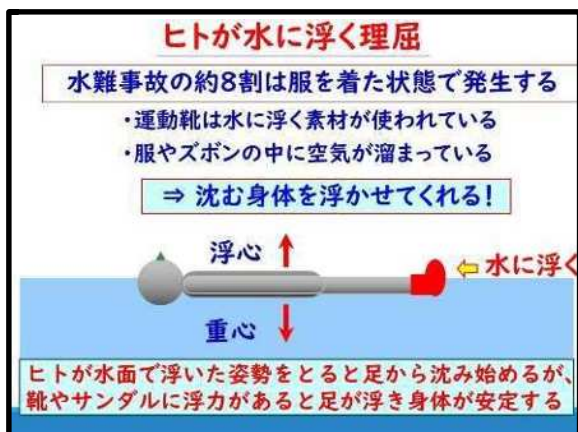 ヒトが水に浮く理屈
水難事故の約8割は服を着た状態で発生する
・運動靴は水に浮く素材が使われている
・服やズボンの中に空気が溜まっている
⇒ 沈む身体を浮かせてくれる！
浮心
⇦ 水に浮く
重心
ヒトが水面で浮いた姿勢をとると足から沈み始めるが、
靴やサンダルに浮力があると足が浮き身体が安定する